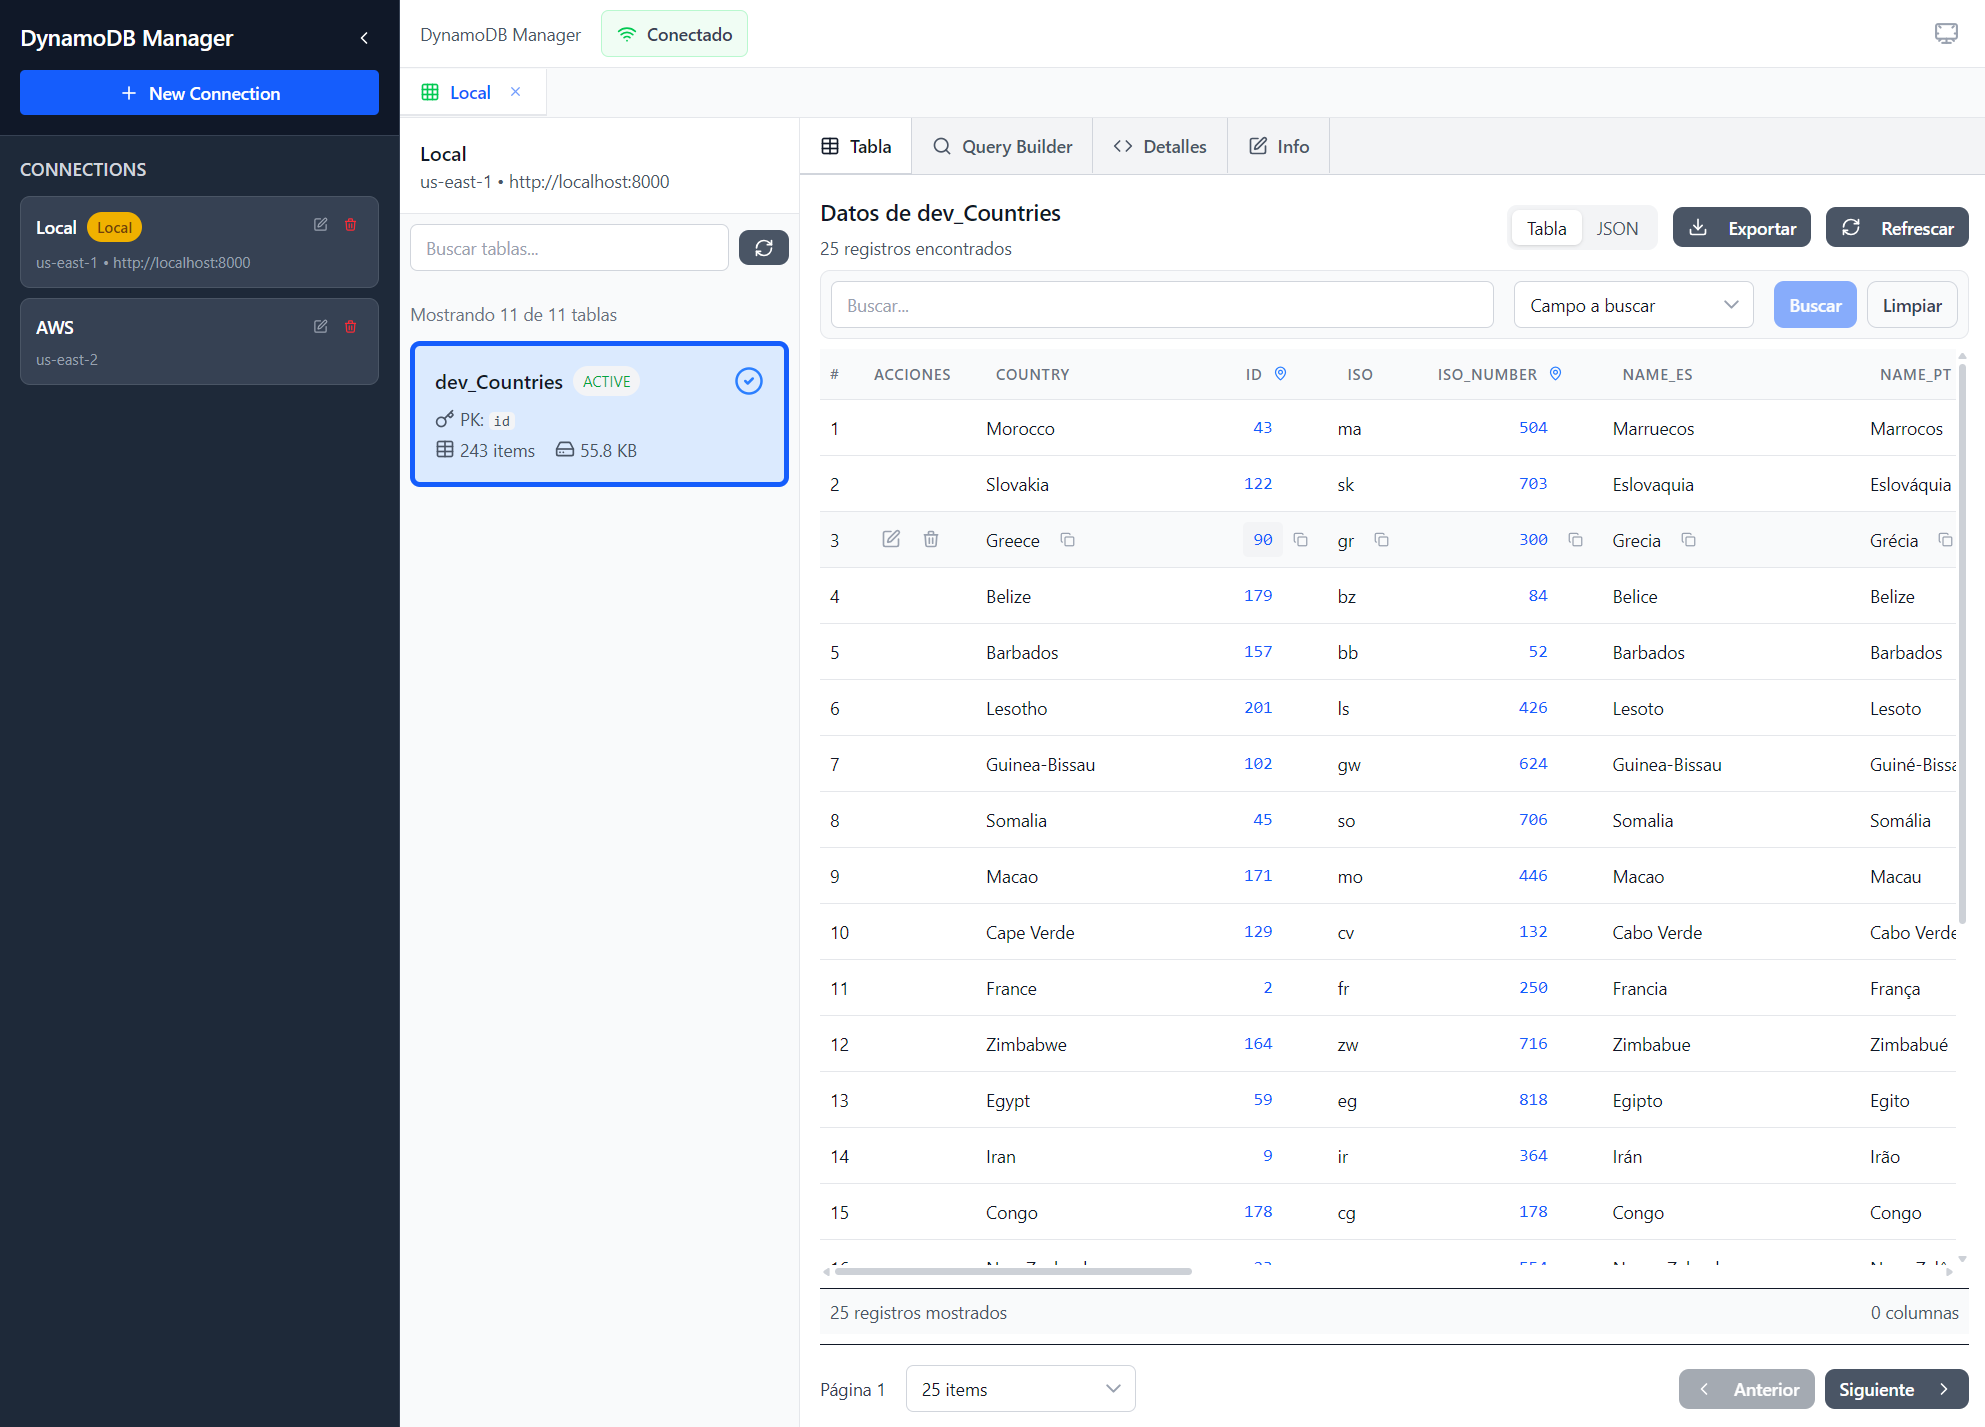 DynamoDB Manager
New Connection
CONNECTIONS
Local Local
us-east-1 • http://localhost:8000
AWS
us-east-2
DynamoDB Manager Conectado
Local
Local
us-east-1 • http://localhost:8000
Buscar tablas...
Mostrando 11 de 11 tablas
dev_Countries ACTIVE
PK: id
243 items 55.8 KB
Tabla Query Builder Detalles Info
Datos de dev_Countries
25 registros encontrados
Tabla JSON Exportar Refrescar
Buscar... Campo a buscar Buscar Limpiar
# ACCIONES COUNTRY ID ISO ISO_NUMBER NAME_ES NAME_PT
1 Morocco 43 ma 504 Marruecos Marrocos
2 Slovakia 122 sk 703 Eslovaquia Eslováquia
3 Greece 90 gr 300 Grecia Grécia
4 Belize 179 bz 84 Belice Belize
5 Barbados 157 bb 52 Barbados Barbados
6 Lesotho 201 ls 426 Lesoto Lesoto
7 Guinea-Bissau 102 gw 624 Guinea-Bissau Guiné-Bissa
8 Somalia 45 so 706 Somalia Somália
9 Macao 171 mo 446 Macao Macau
10 Cape Verde 129 cv 132 Cabo Verde Cabo Verde
11 France 2 fr 250 Francia França
12 Zimbabwe 164 zw 716 Zimbabue Zimbabué
13 Egypt 59 eg 818 Egipto Egito
14 Iran 9 ir 364 Irán Irão
15 Congo 178 cg 178 Congo Congo
25 registros mostrados 0 columnas
Página 1 25 items Anterior Siguiente